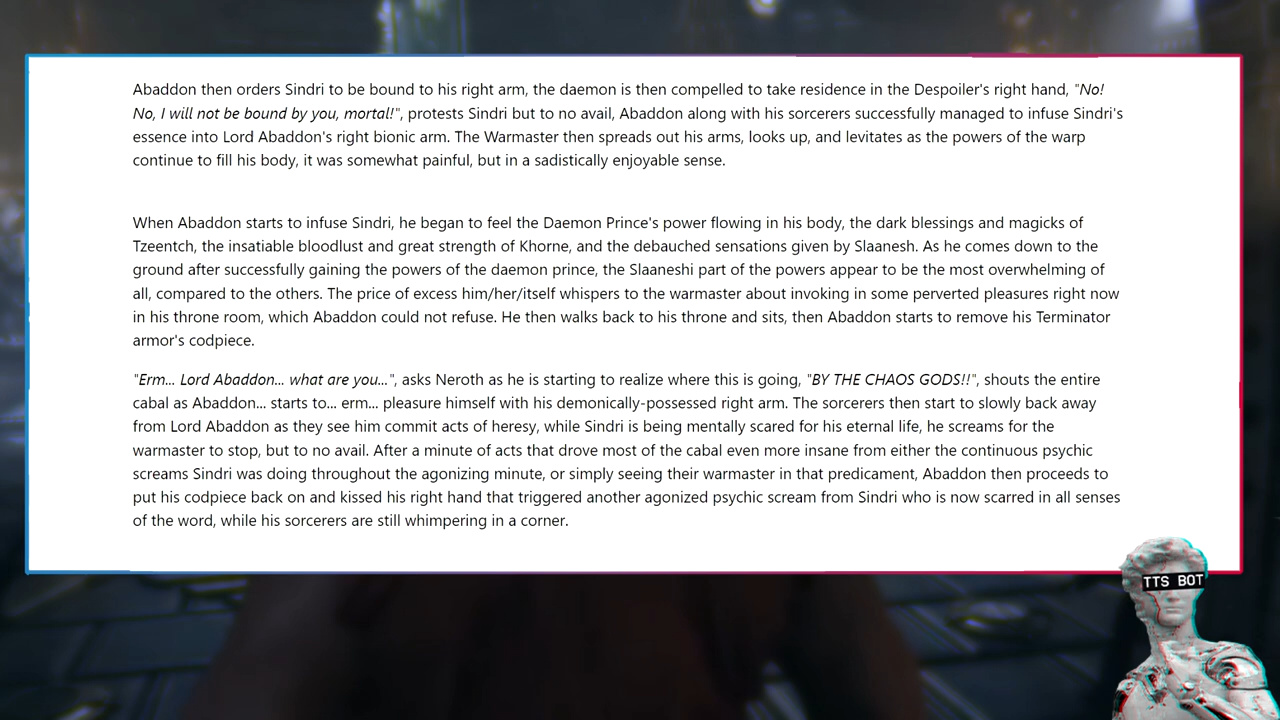 Abaddon then orders Sindri to be bound to his right arm, the daemon is then compelled to take residence in the Despoiler's right hand, "No!
No, I will not be bound by you, mortal!", protests Sindri but to no avail, Abaddon along with his sorcerers successfully managed to infuse Sindri's
essence into Lord Abaddon's right bionic arm. The Warmaster then spreads out his arms, looks up, and levitates as the powers of the warp
continue to fill his body, it was somewhat painful, but in a sadistically enjoyable sense.
When Abaddon starts to infuse Sindri, he began to feel the Daemon Prince's power flowing in his body, the dark blessings and magicks of
Tzeentch, the insatiable bloodlust and great strength of Khorne, and the debauched sensations given by Slaanesh. As he comes down to the
ground after successfully gaining the powers of the daemon prince, the Slaaneshi part of the powers appear to be the most overwhelming of
all, compared to the others. The price of excess him/her/itself whispers to the warmaster about invoking in some perverted pleasures right now
in his throne room, which Abaddon could not refuse. He then walks back to his throne and sits, then Abaddon starts to remove his Terminator
armor's codpiece.
"Erm... Lord Abaddon... what are you...", asks Neroth as he is starting to realize where this is going, "BY THE CHAOS GODS!!", shouts the entire
cabal as Abaddon... starts to... erm... pleasure himself with his demonically-possessed right arm. The sorcerers then start to slowly back away
from Lord Abaddon as they see him commit acts of heresy, while Sindri is being mentally scared for his eternal life, he screams for the
warmaster to stop, but to no avail. After a minute of acts that drove most of the cabal even more insane from either the continuous psychic
screams Sindri was doing throughout the agonizing minute, or simply seeing their warmaster in that predicament, Abaddon then proceeds to
put his codpiece back on and kissed his right hand that triggered another agonized psychic scream from Sindri who is now scarred in all senses
of the word, while his sorcerers are still whimpering in a corner.
TTS BOT